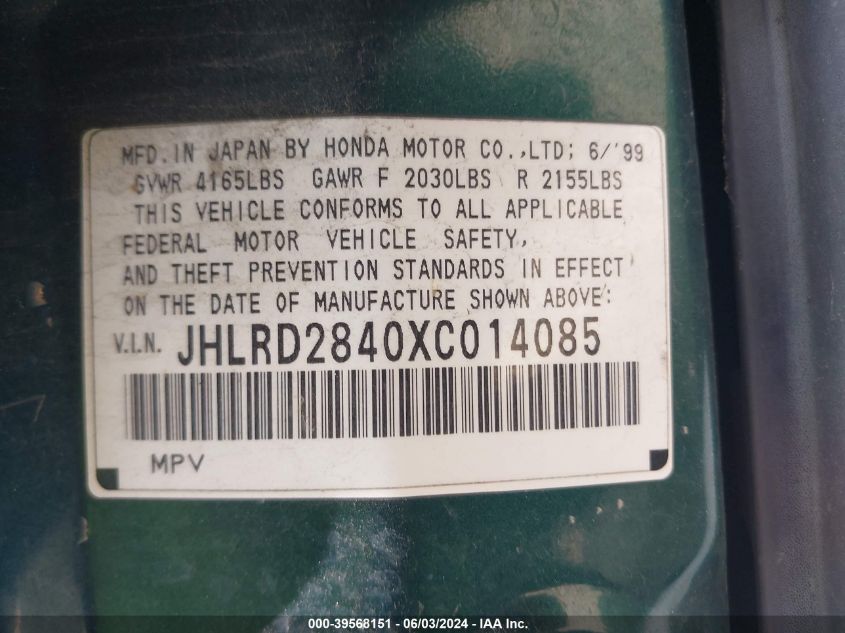 MFD. IN JAPAN BY HONDA MOTOR CO.,LTD; 6/'99
GVWR 4165LBS GAWR F 2030LBS R 2155LBS
THIS VEHICLE CONFORMS TO ALL APPLICABLE
FEDERAL MOTOR VEHICLE SAFETY,
AND THEFT PREVENTION STANDARDS IN EFFECT
ON THE DATE OF MANUFACTURE SHOWN ABOVE:
V.I.N. JHLRD2840XC014085
MPV
000-39568151 - 06/03/2024 - IAA Inc.